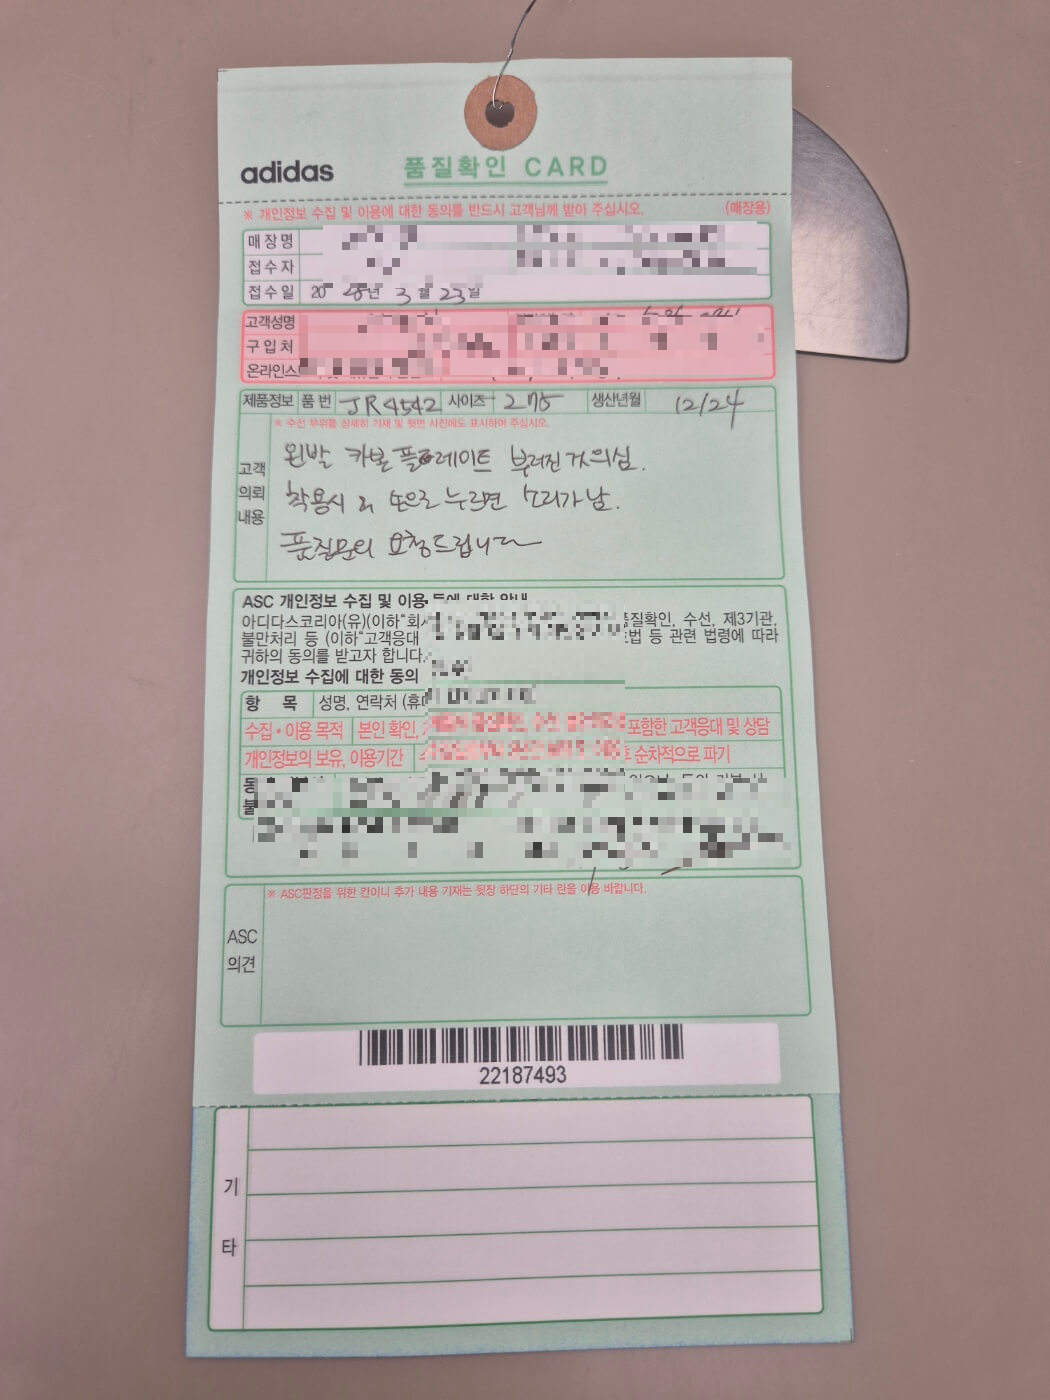 adidas 품질확인 CARD
※ 개인정보 수집 및 이용에 대한 동의를 반드시 고객님께 받아 주십시오. (매장용)
매장명
접수자
접수일 20 년 3월 23일
고객성명
구입처
온라인스
제품정보 품번 JR4542 사이즈 275 생산년월 12/24
※ 수선 부위를 상세히 기재 및 뒷면 사진에도 표시하여 주십시오.
고객 의뢰 내용
왼발 카본 플레이트 부러진 것 의심.
착용시 및 손으로 누르면 소리가 남.
품질문의 요청드립니다
ASC 개인정보 수집 및 이용 등에 대한 안내
아디다스코리아(유)(이하"회사 품질확인, 수선, 제3기관,
불만처리 등 (이하"고객응대 법 등 관련 법령에 따라
귀하의 동의를 받고자 합니다.
개인정보 수집에 대한 동의
항 목 성명, 연락처
수집·이용 목적 본인 확인, 포함한 고객응대 및 상담
개인정보의 보유, 이용기간 후 순차적으로 파기
※ ASC판정을 위한 칸이니 추가 내용 기재는 뒷장 하단의 기타 란을 이용 바랍니다.
ASC 의견
22187493
기 타